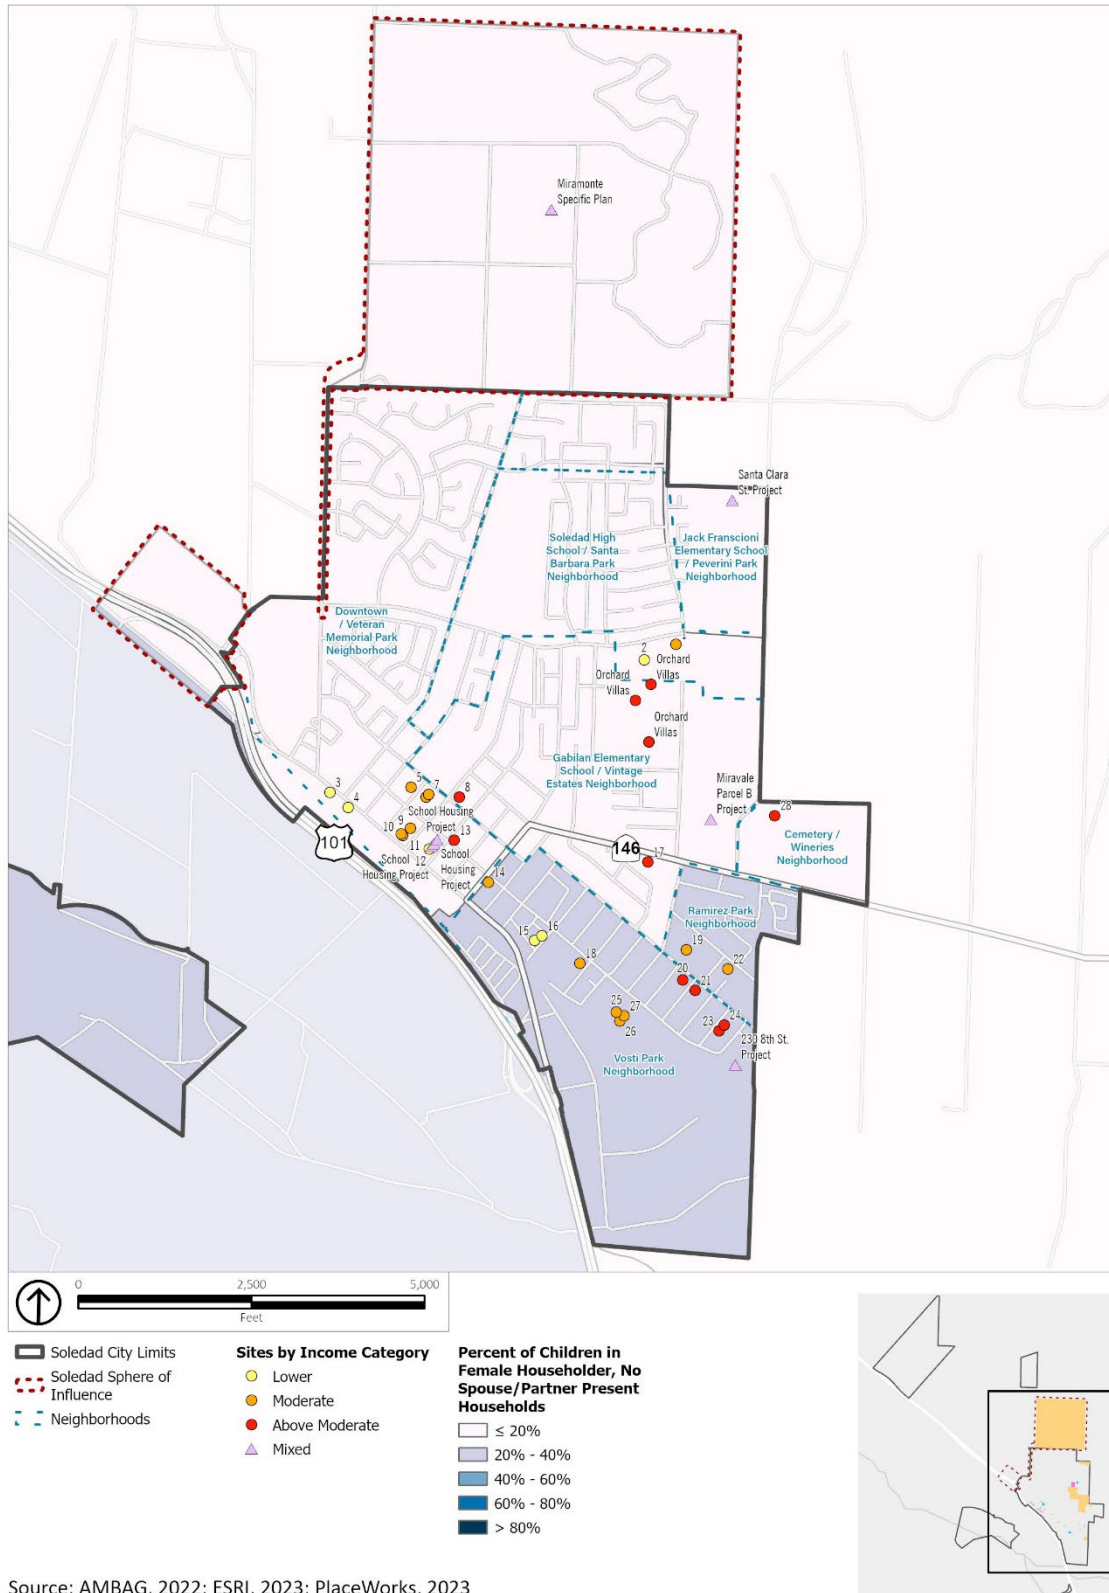 Miramonte
Specific Plan
Santa Clara
St. Project
Soledad High
School / Santa
Barbara Park
Neighborhood
Jack Franscioni
Elementary School
/ Peverini Park
Neighborhood
Downtown
/ Veteran
Memorial Park
Neighborhood
1
2
Orchard
Villas
Orchard
Villas
Orchard
Villas
Gabilan Elementary
School / Vintage
Estates Neighborhood
Miravale
Parcel B
Project
3
4
5
7
8
28
School Housing
Project
Cemetery /
Wineries
Neighborhood
9
10
101
11
12
13
146
School
Housing Project
School
Housing
Project
17
14
Ramirez Park
Neighborhood
15
16
18
19
20
21
22
25
27
26
23
24
230 8th St.
Project
Vosti Park
Neighborhood
0
2,500
5,000
Feet
Soledad City Limits
Soledad Sphere of
Influence
Neighborhoods
Sites by Income Category
Lower
Moderate
Above Moderate
Mixed
Percent of Children in
Female Householder, No
Spouse/Partner Present
Households
≤ 20%
20% - 40%
40% - 60%
60% - 80%
> 80%
Source: AMBAG, 2022; ESRI, 2023; PlaceWorks, 2023